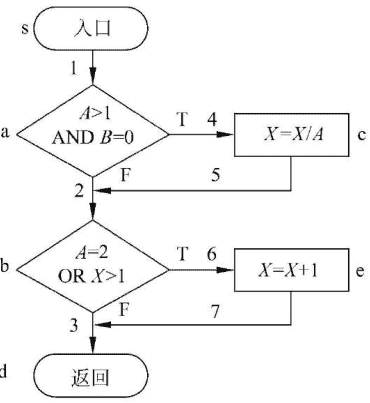 s 入口
1
A>1
AND B=0
a
T 4
X=X/A
c
F
5
2
A=2
OR X>1
b
T 6
X=X+1
e
F
7
3
d 返回